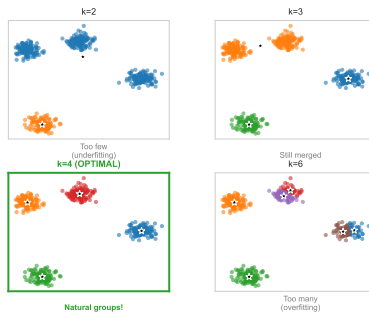 k=2
k=3
Too few
(underfitting)
Still merged
k=4 (OPTIMAL)
k=6
Natural groups!
Too many
(overfitting)